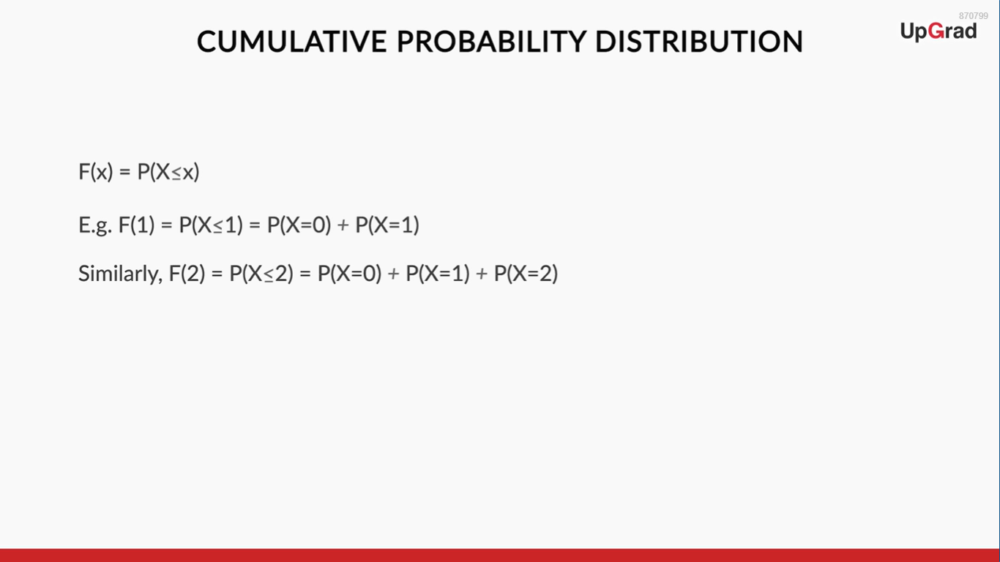 870799
CUMULATIVE PROBABILITY DISTRIBUTION
UpGrad
F(x) = P(X≤x)
E.g. F(1) = P(X≤1) = P(X=0) + P(X=1)
Similarly, F(2) = P(X≤2) = P(X=0) + P(X=1) + P(X=2)